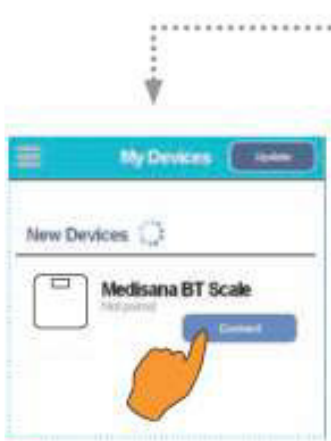 My Devices Update
New Devices
Medisana BT Scale
Not paired
Connect